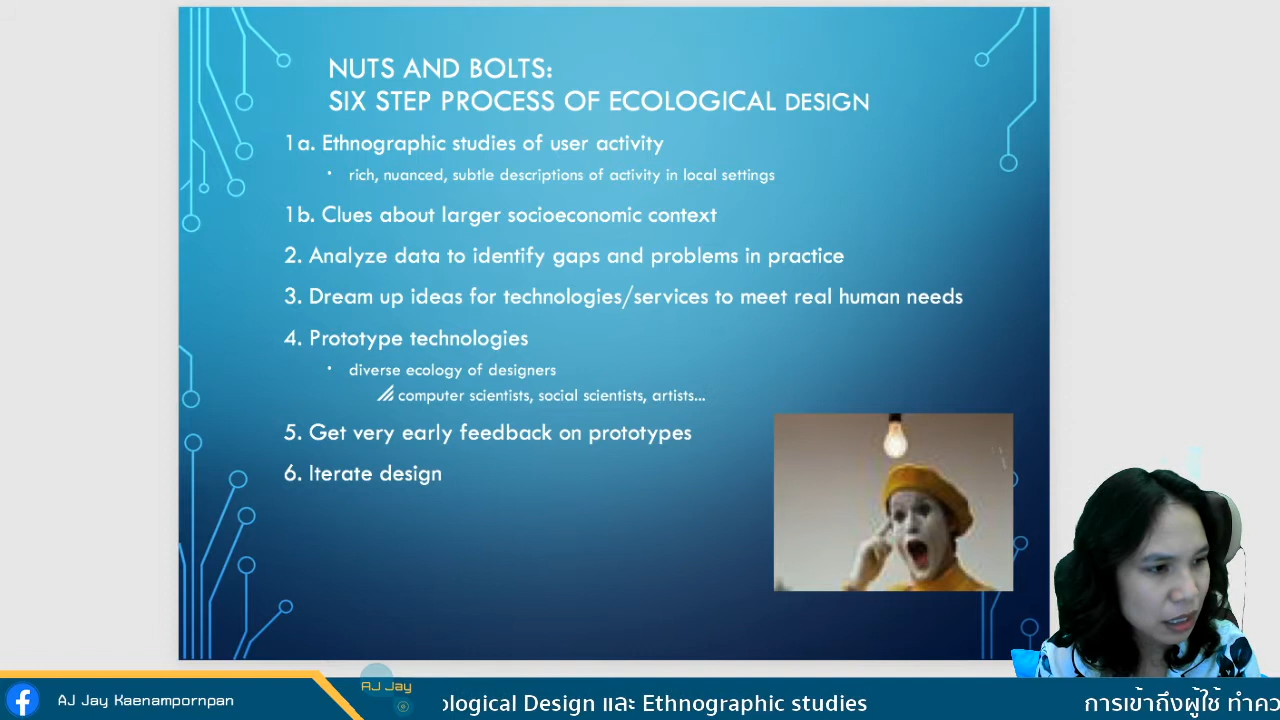 NUTS AND BOLTS:
SIX STEP PROCESS OF ECOLOGICAL DESIGN
1a. Ethnographic studies of user activity
• rich, nuanced, subtle descriptions of activity in local settings
1b. Clues about larger socioeconomic context
2. Analyze data to identify gaps and problems in practice
3. Dream up ideas for technologies/services to meet real human needs
4. Prototype technologies
• diverse ecology of designers
computer scientists, social scientists, artists...
5. Get very early feedback on prototypes
6. Iterate design
AJ Jay Kaenampornpan
AJ Jay
ological Design และ Ethnographic studies
การเข้าถึงผู้ใช้ ทำคว